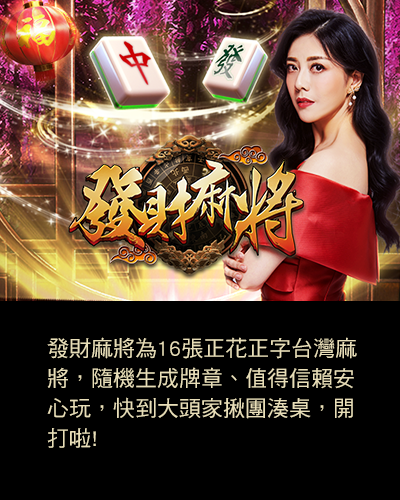 福
中
發
發財麻將
發財麻將為16張正花正字台灣麻
將，隨機生成牌章、值得信賴安
心玩，快到大頭家揪團湊桌，開
打啦!